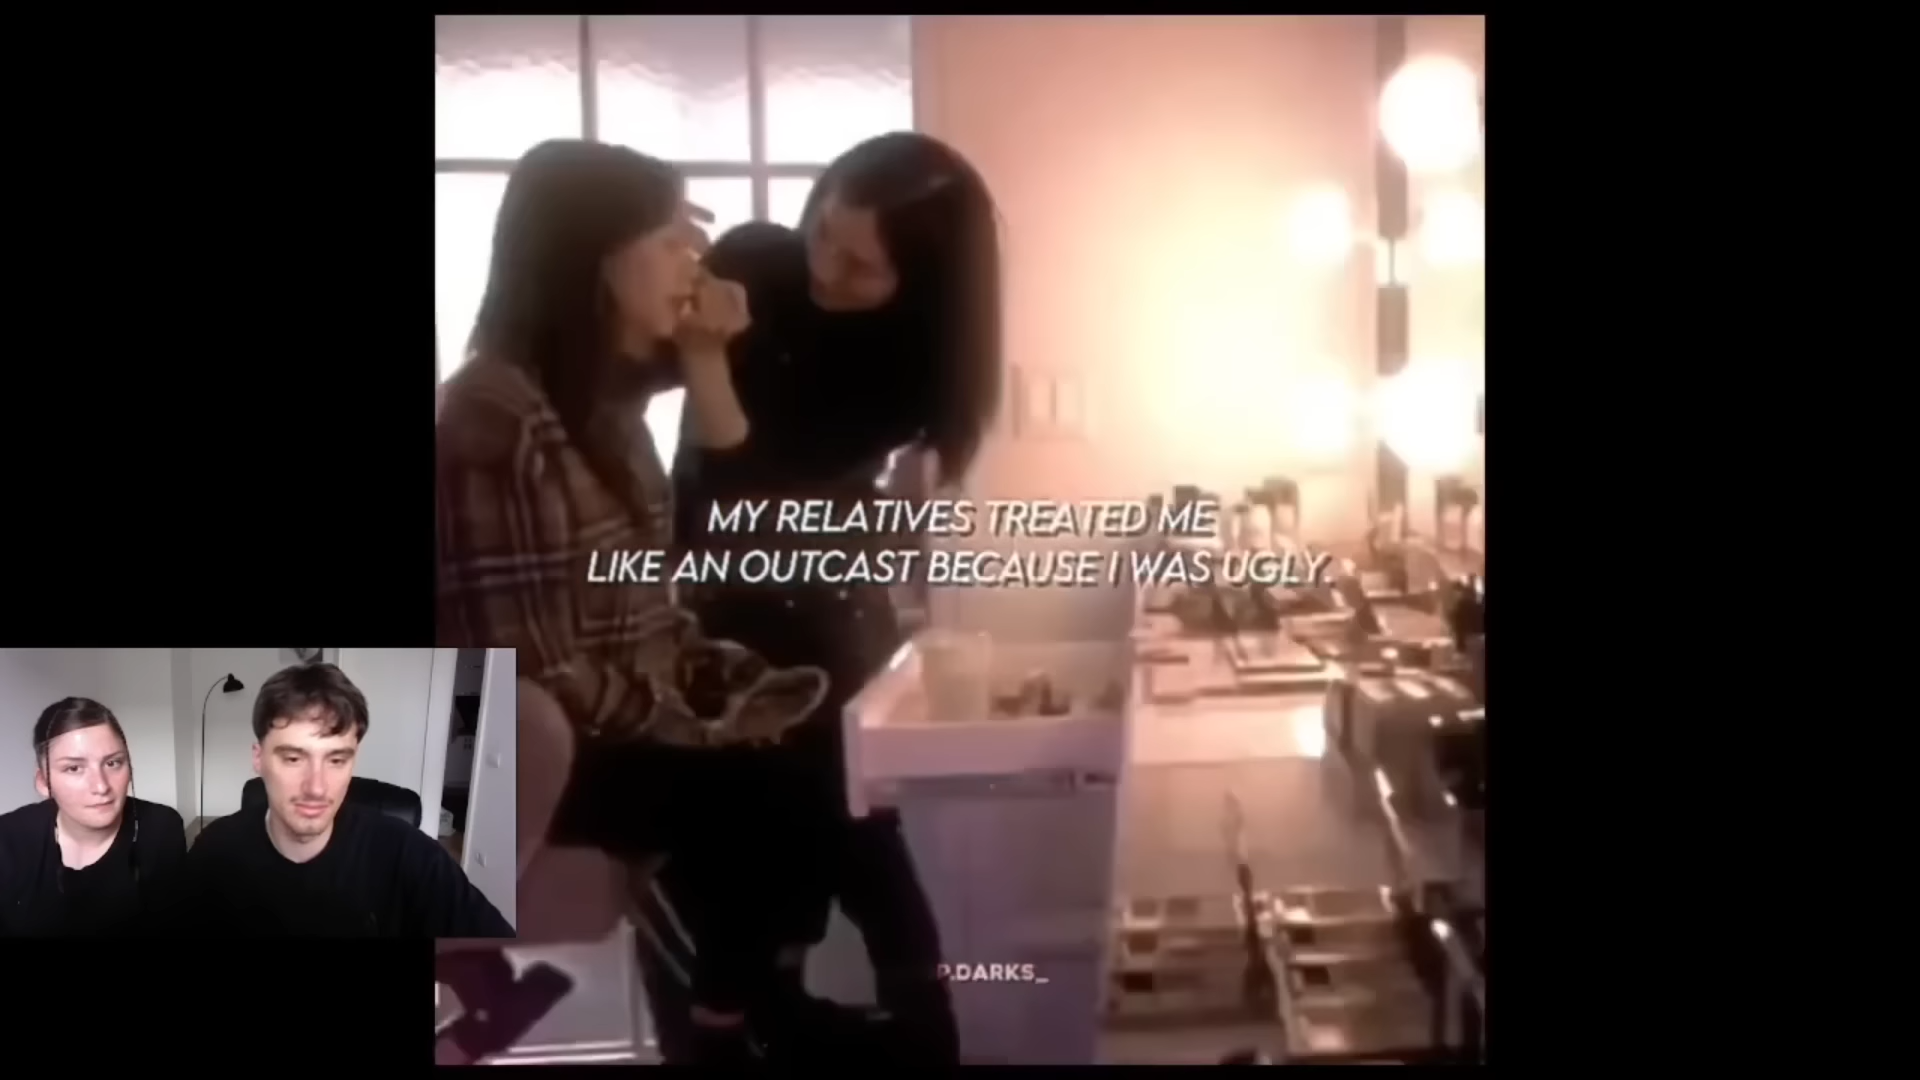 MY RELATIVES TREATED ME
LIKE AN OUTCAST BECAUSE I WAS UGLY.
P.DARKS_